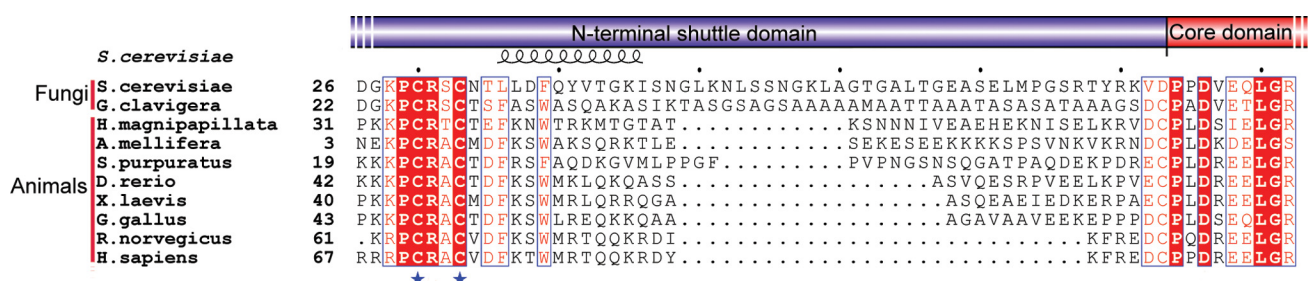 N-terminal shuttle domain Core domain
S.cerevisiae
Fungi
S.cerevisiae 26 DGKPCRSCNTLLDFQYVTGKISNGLKNLSSNGKLAGTGALTGEASELMPGSRTYRKVDPPDVEQLGR
G.clavigera 22 DGKPCRSCTSFASWASQAKASIKTASGSAGSAAAAAMAATTAAATASASATAAAGSDCPADVEQLGR
Animals
H.magnipapillata 31 PKKPCRTCTEFKNWTRKMTGTAT............KSNNNIVEAEHEKNISELKRVDCPLDSIELGR
A.mellifera 3 NEKPCRACMDFKSWAKSQRKTLE............SEKESEEKKKKSPSVNKVKRNDCPLDKDELGS
S.purpuratus 19 KKKPCRACTDFRSFAQDKGVMLPPGF.........PVPNGSNSQGATPAQDEKPDRECPLDREELGR
D.rerio 42 KKKPCRACTDFKSWMKLQKQASS..................ASVQESRPVEELKPVECPLDREELGR
X.laevis 40 PKKPCRACMDFKSWMRLQRRQGA...................ASQEAEIEDKERPAECPLDREELGR
G.gallus 43 PKKPCRACTDFKSWLREQKKQAA...................AGAVAAVEEKEPPPDCPLDSEQLGR
R.norvegicus 61 .KRPCRACVDFKSWMRTQQKRDI.............................KFREDCPQDREELGR
H.sapiens 67 RRRPCRACVDFKTWMRTQQKRDY.............................KFREDCPPDREELGR